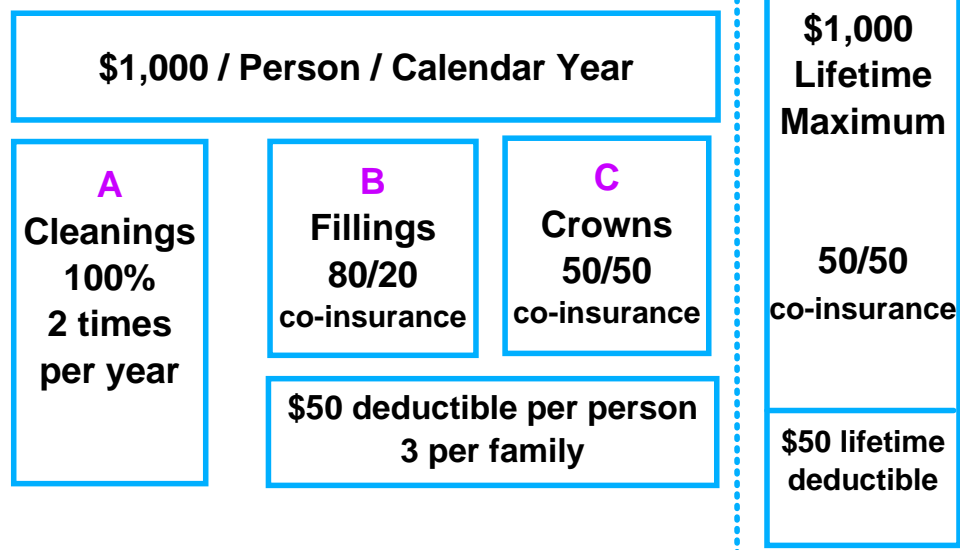 $1,000 / Person / Calendar Year
A
Cleanings
100%
2 times
per year
B
Fillings
80/20
co-insurance
C
Crowns
50/50
co-insurance
$50 deductible per person
3 per family
$1,000
Lifetime
Maximum
50/50
co-insurance
$50 lifetime
deductible